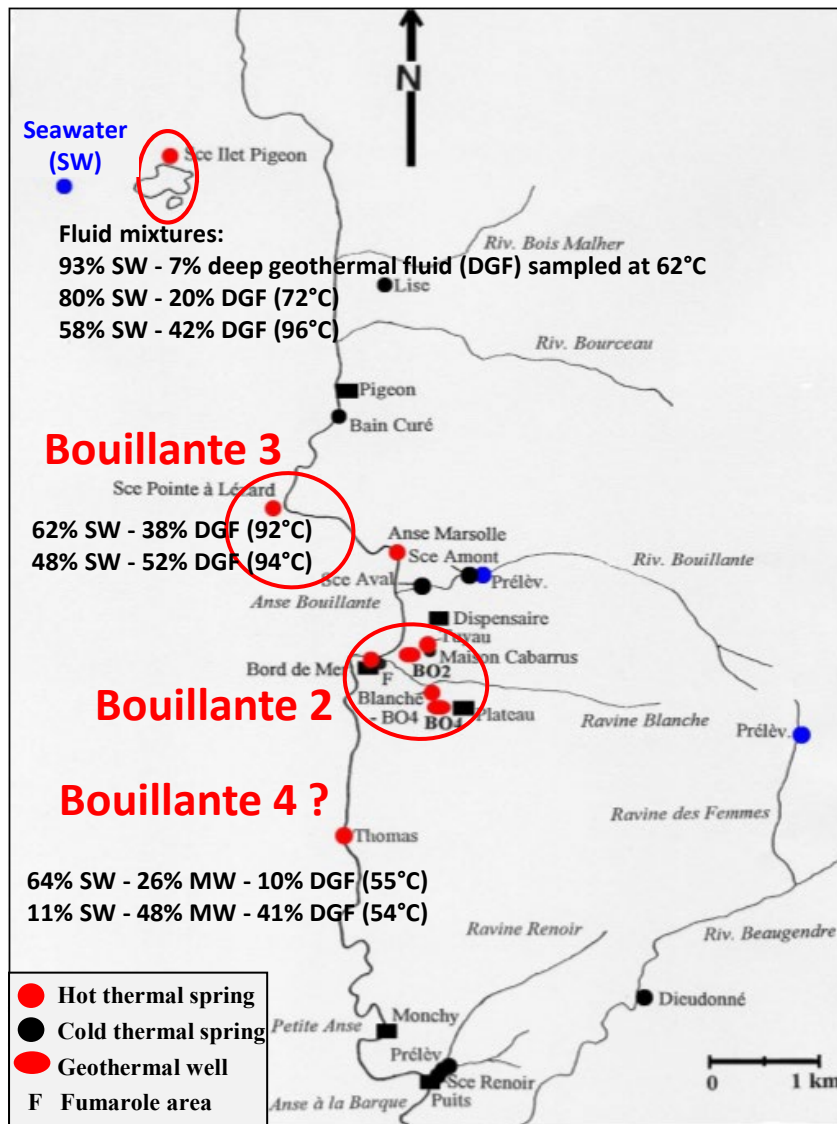 N
Seawater
(SW)
Sce Ilet Pigeon
Fluid mixtures:
93% SW - 7% deep geothermal fluid (DGF) sampled at 62°C
80% SW - 20% DGF (72°C)
58% SW - 42% DGF (96°C)
Riv. Bois Malher
Lise
Riv. Bourceau
Pigeon
Bain Curé
Bouillante 3
Sce Pointe à Lézard
62% SW - 38% DGF (92°C)
48% SW - 52% DGF (94°C)
Anse Marsolle
Sce Amont
Sce Aval
Prélèv.
Riv. Bouillante
Anse Bouillante
Dispensaire
Tuyau
Maison Cabarrus
Bord de Mer
F
BO2
Bouillante 2
Blanche
- BO4
BO4
Plateau
Ravine Blanche
Prélèv.
Bouillante 4 ?
Ravine des Femmes
Thomas
64% SW - 26% MW - 10% DGF (55°C)
11% SW - 48% MW - 41% DGF (54°C)
Ravine Renoir
Riv. Beaugendre
Dieudonné
Monchy
Petite Anse
Prélèv.
Sce Renoir
Puits
Anse à la Barque
0 1 km
Hot thermal spring
Cold thermal spring
Geothermal well
F Fumarole area